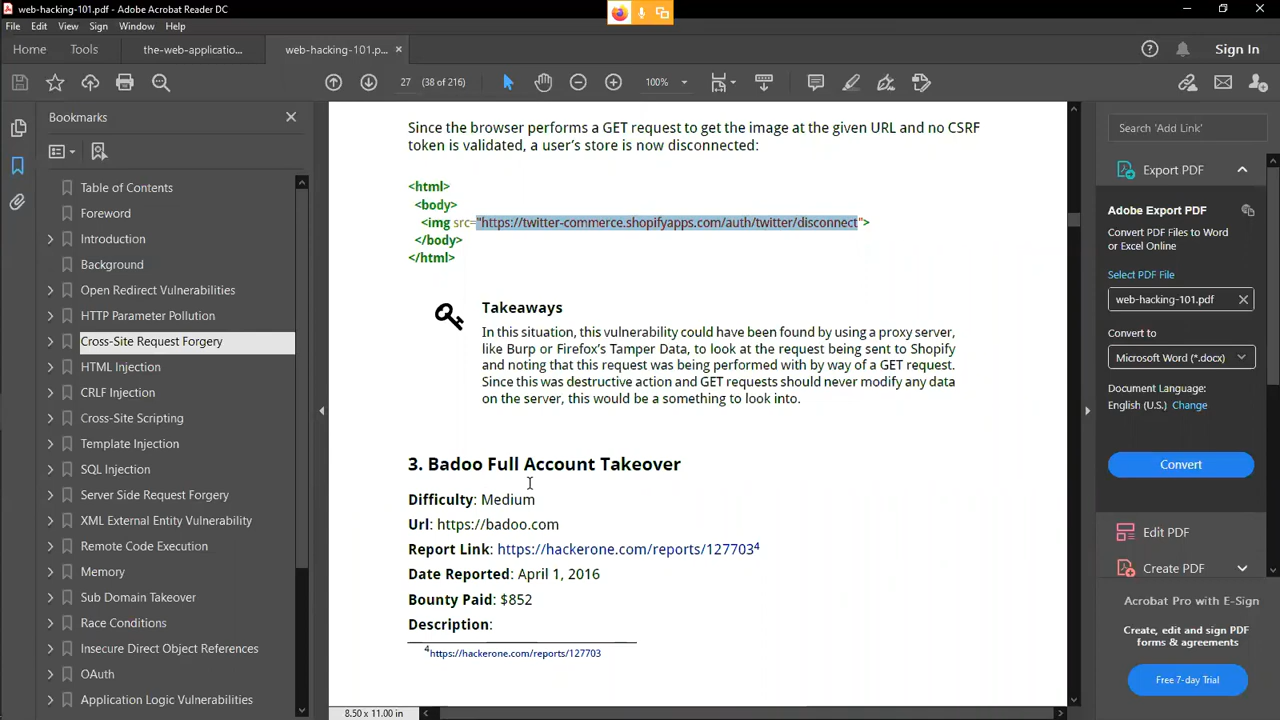 web-hacking-101.pdf - Adobe Acrobat Reader DC
File Edit View Sign Window Help
Home Tools the-web-applicatio... web-hacking-101.p... × Sign In
27 (38 of 216) 100%
Bookmarks
Table of Contents
Foreword
Introduction
Background
Open Redirect Vulnerabilities
HTTP Parameter Pollution
Cross-Site Request Forgery
HTML Injection
CRLF Injection
Cross-Site Scripting
Template Injection
SQL Injection
Server Side Request Forgery
XML External Entity Vulnerability
Remote Code Execution
Memory
Sub Domain Takeover
Race Conditions
Insecure Direct Object References
OAuth
Application Logic Vulnerabilities
Since the browser performs a GET request to get the image at the given URL and no CSRF
token is validated, a user's store is now disconnected:
<html>
<body>
<img src="https://twitter-commerce.shopifyapps.com/auth/twitter/disconnect">
</body>
</html>
Takeaways
In this situation, this vulnerability could have been found by using a proxy server,
like Burp or Firefox's Tamper Data, to look at the request being sent to Shopify
and noting that this request was being performed with by way of a GET request.
Since this was destructive action and GET requests should never modify any data
on the server, this would be a something to look into.
3. Badoo Full Account Takeover
Difficulty: Medium
Url: https://badoo.com
Report Link: https://hackerone.com/reports/127703⁴
Date Reported: April 1, 2016
Bounty Paid: $852
Description:
⁴https://hackerone.com/reports/127703
8.50 x 11.00 in
Search 'Add Link'
Export PDF
Adobe Export PDF
Convert PDF Files to Word
or Excel Online
Select PDF File
web-hacking-101.pdf
Convert to
Microsoft Word (*.docx)
Document Language:
English (U.S.) Change
Convert
Edit PDF
Create PDF
Acrobat Pro with E-Sign
Create, edit and sign PDF
forms & agreements
Free 7-day Trial